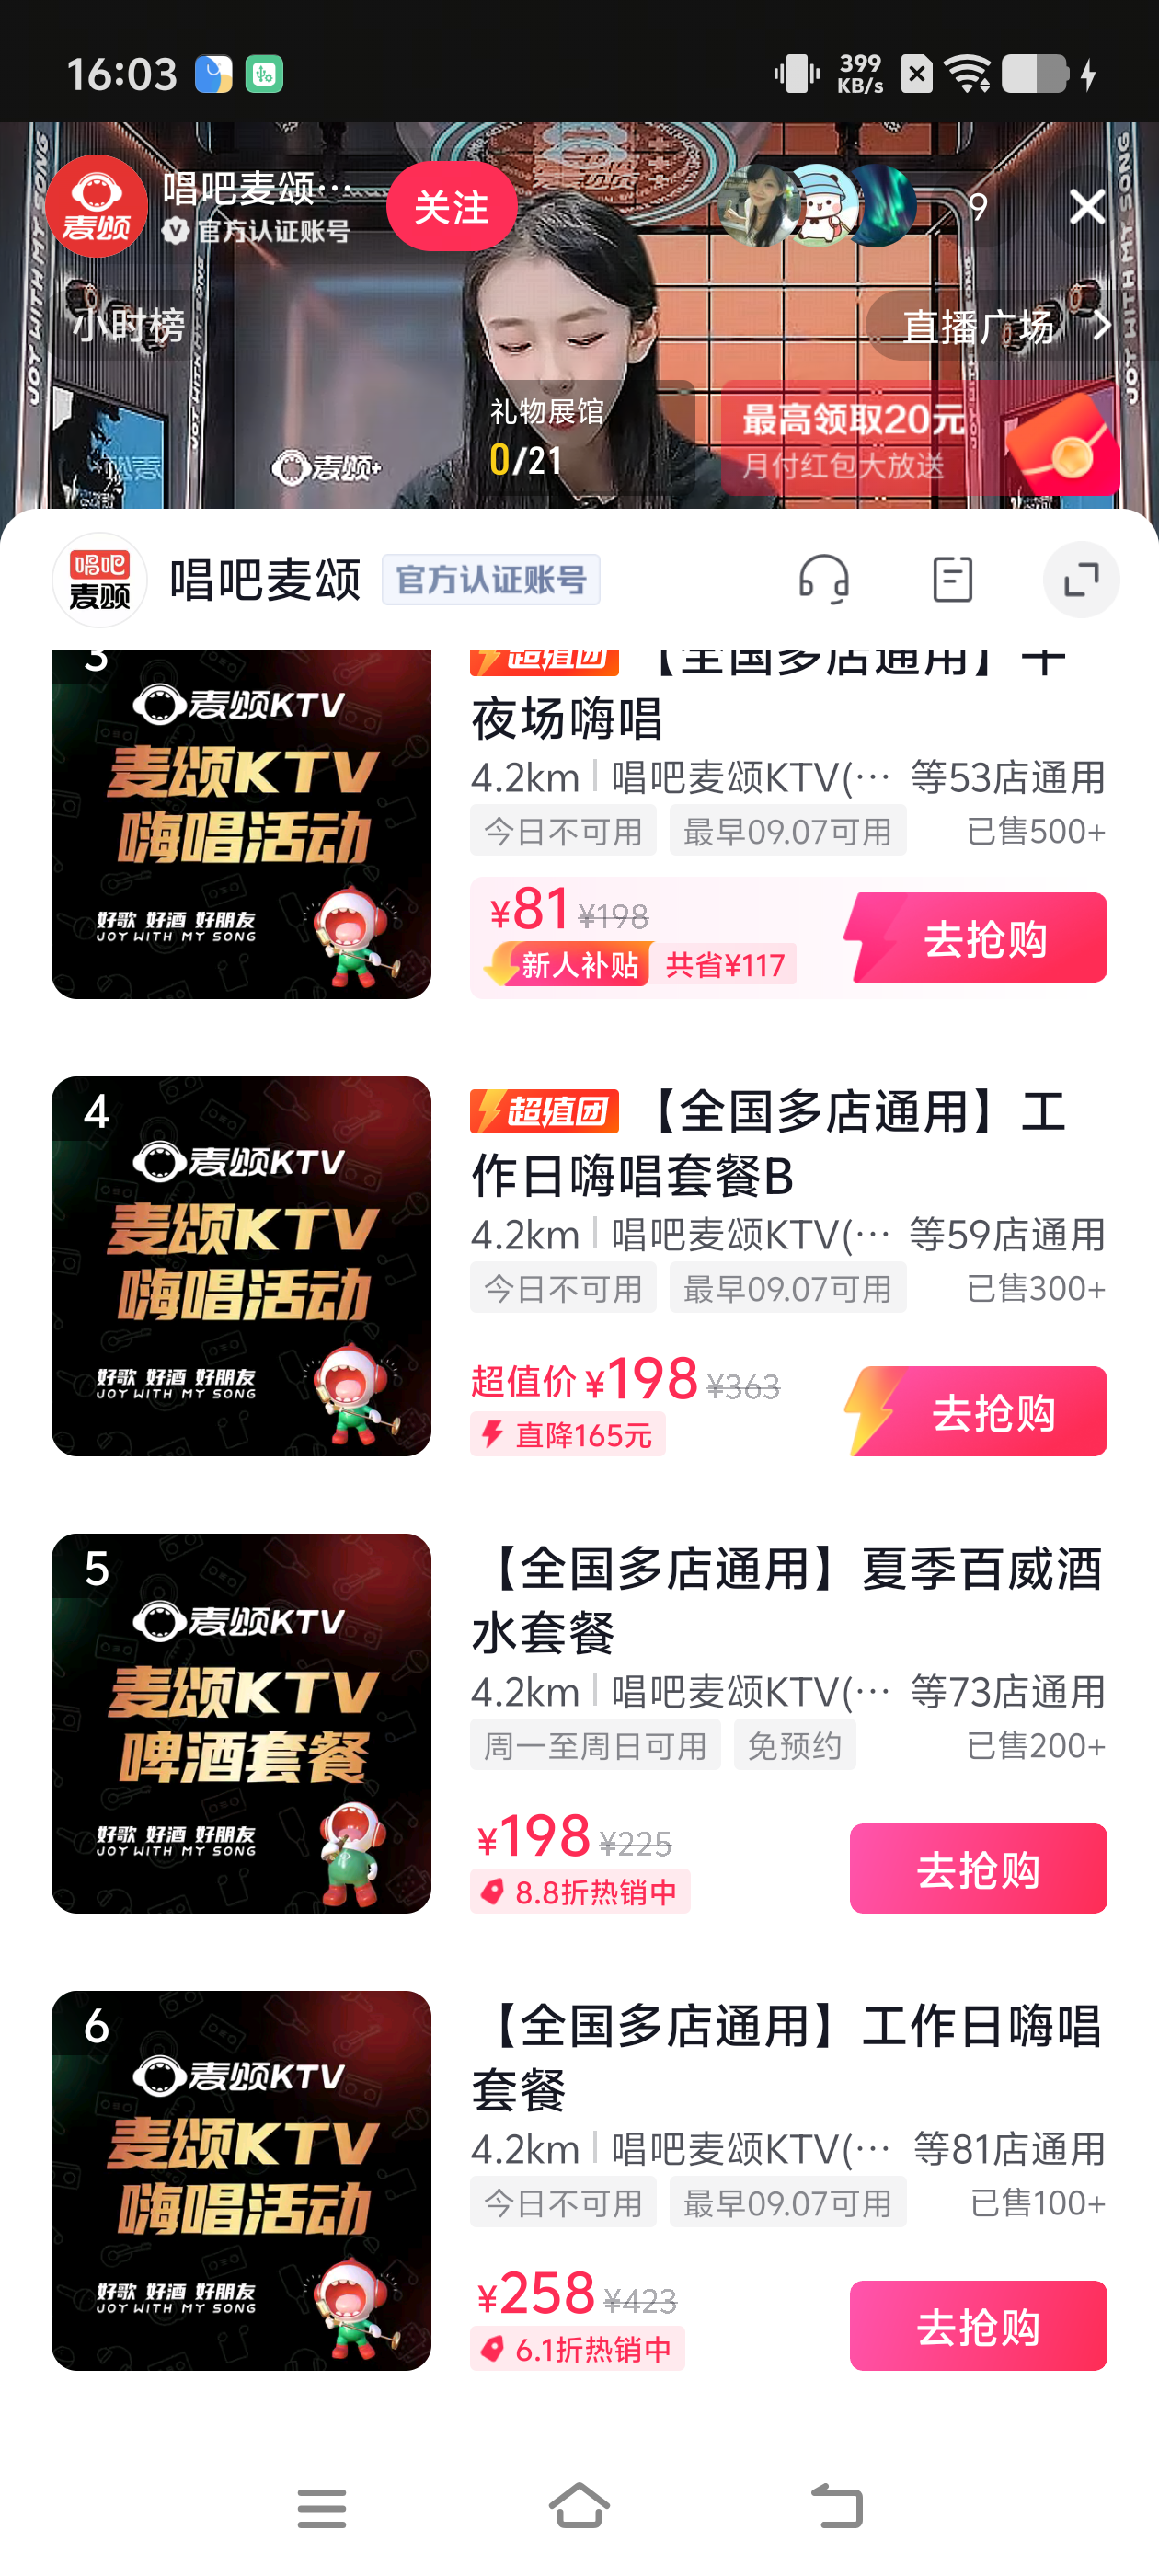 16:03
399
KB/s
唱吧麦颂…
官方认证账号
关注
9
小时榜
直播广场
JOY WITH MY SONG
JOY WITH MY SONG
麦颂
礼物展馆
0/21
最高领取20元
月付红包大放送
麦颂+
唱吧
麦颂
唱吧麦颂
官方认证账号
3
麦颂KTV
麦颂KTV
嗨唱活动
好歌 好酒 好朋友
JOY WITH MY SONG
超值团 【全国多店通用】午
夜场嗨唱
4.2km 唱吧麦颂KTV(… 等53店通用
今日不可用 最早09.07可用 已售500+
¥81 ¥198
新人补贴 共省¥117
去抢购
4
麦颂KTV
麦颂KTV
嗨唱活动
好歌 好酒 好朋友
JOY WITH MY SONG
超值团 【全国多店通用】工
作日嗨唱套餐B
4.2km 唱吧麦颂KTV(… 等59店通用
今日不可用 最早09.07可用 已售300+
超值价 ¥198 ¥363
直降165元
去抢购
5
麦颂KTV
麦颂KTV
啤酒套餐
好歌 好酒 好朋友
JOY WITH MY SONG
【全国多店通用】夏季百威酒
水套餐
4.2km 唱吧麦颂KTV(… 等73店通用
周一至周日可用 免预约 已售200+
¥198 ¥225
8.8折热销中
去抢购
6
麦颂KTV
麦颂KTV
嗨唱活动
好歌 好酒 好朋友
JOY WITH MY SONG
【全国多店通用】工作日嗨唱
套餐
4.2km 唱吧麦颂KTV(… 等81店通用
今日不可用 最早09.07可用 已售100+
¥258 ¥423
6.1折热销中
去抢购